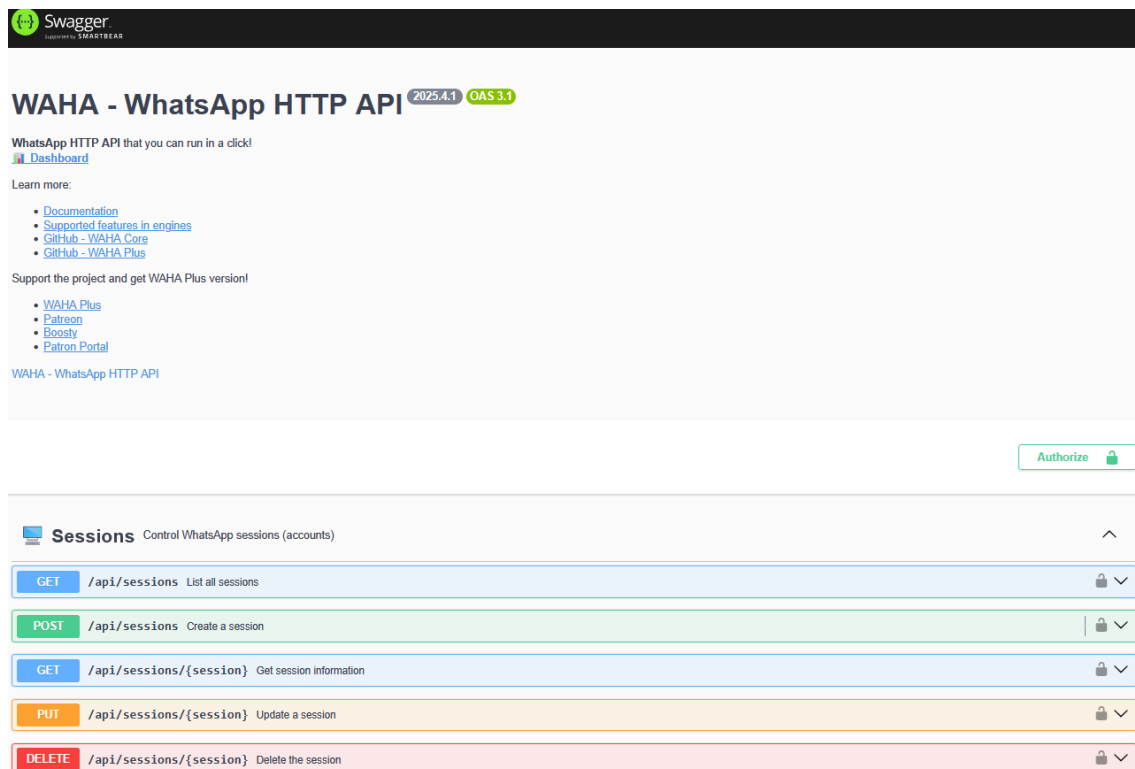 Swagger.
Supported by SMARTBEAR
WAHA - WhatsApp HTTP API 2025.4.1 OAS 3.1
WhatsApp HTTP API that you can run in a click!
Dashboard
Learn more:
Documentation
Supported features in engines
GitHub - WAHA Core
GitHub - WAHA Plus
Support the project and get WAHA Plus version!
WAHA Plus
Patreon
Boosty
Patron Portal
WAHA - WhatsApp HTTP API
Authorize
Sessions Control WhatsApp sessions (accounts)
GET /api/sessions List all sessions
POST /api/sessions Create a session
GET /api/sessions/{session} Get session information
PUT /api/sessions/{session} Update a session
DELETE /api/sessions/{session} Delete the session